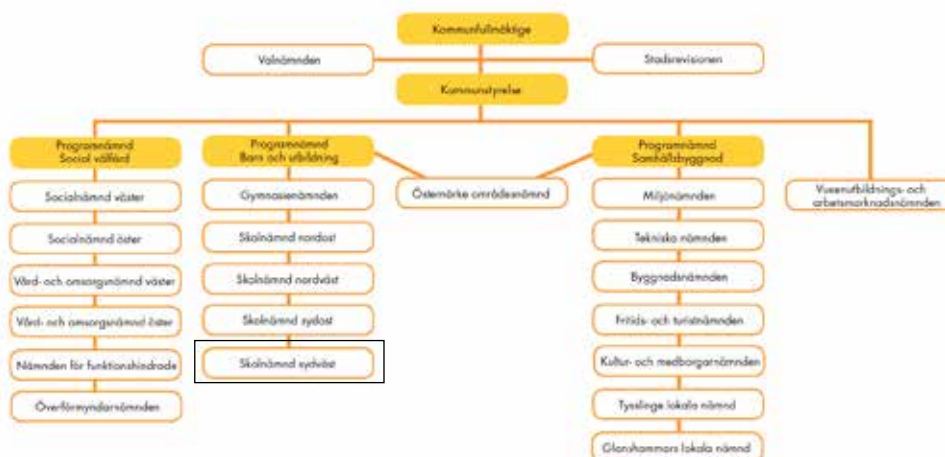 Kommunfullmäktige
Valnämnden
Stadsrevisionen
Kommunstyrelse
Programnämnd
Social välfärd
Programnämnd
Barn och utbildning
Programnämnd
Samhällsbyggnad
Socialnämnd väster
Gymnasienämnden
Östernärke områdesnämnd
Miljönämnden
Vuxenutbildnings- och
arbetsmarknadsnämnden
Socialnämnd öster
Skolnämnd nordost
Tekniska nämnden
Vård- och omsorgsnämnd väster
Skolnämnd nordväst
Byggnadsnämnden
Vård- och omsorgsnämnd öster
Skolnämnd sydost
Fritids- och turistnämnden
Nämnden för funktionshindrade
Skolnämnd sydväst
Kultur- och medborgarnämnden
Överförmyndarnämnden
Tysslinge lokala nämnd
Glanshammars lokala nämnd